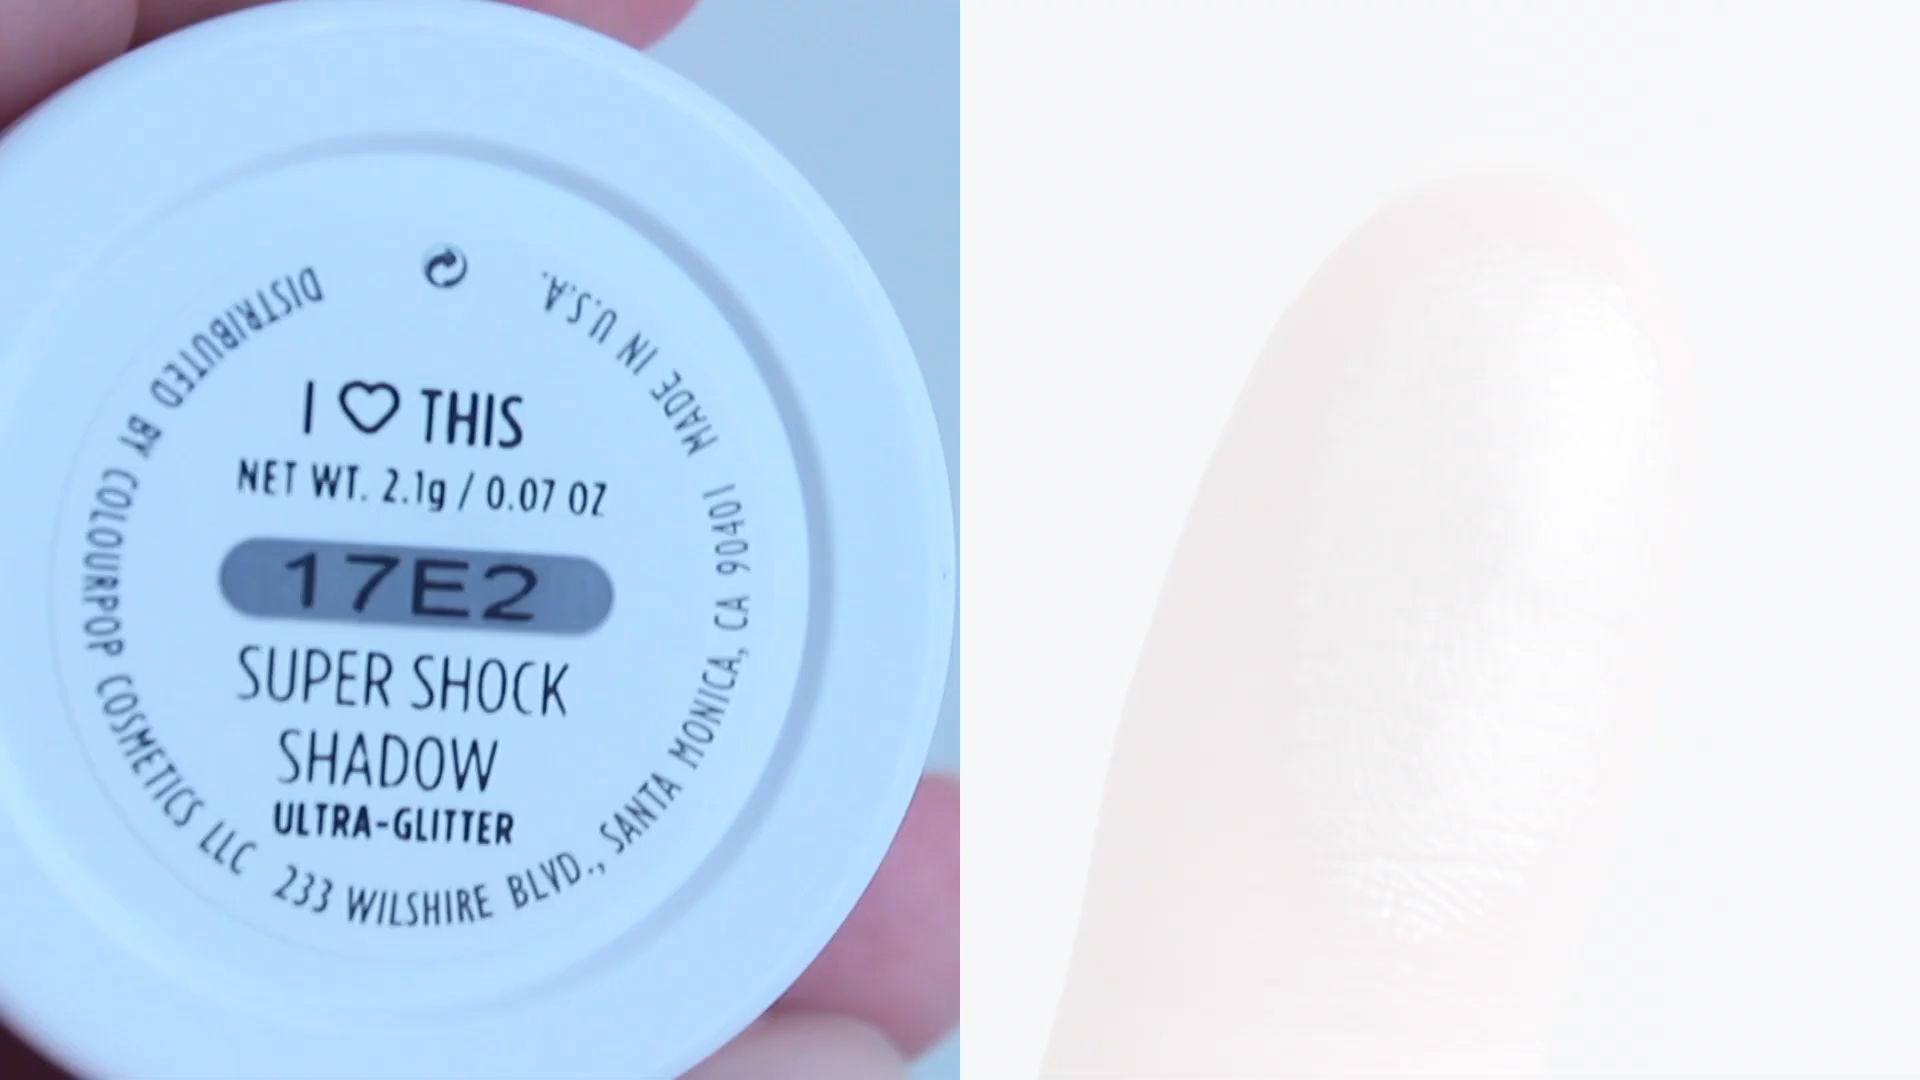 I ♡ THIS
NET WT. 2.1g / 0.07 OZ
17E2
SUPER SHOCK
SHADOW
ULTRA-GLITTER
DISTRIBUTED BY COLOURPOP COSMETICS LLC 233 WILSHIRE BLVD., SANTA MONICA, CA 90401 MADE IN U.S.A.